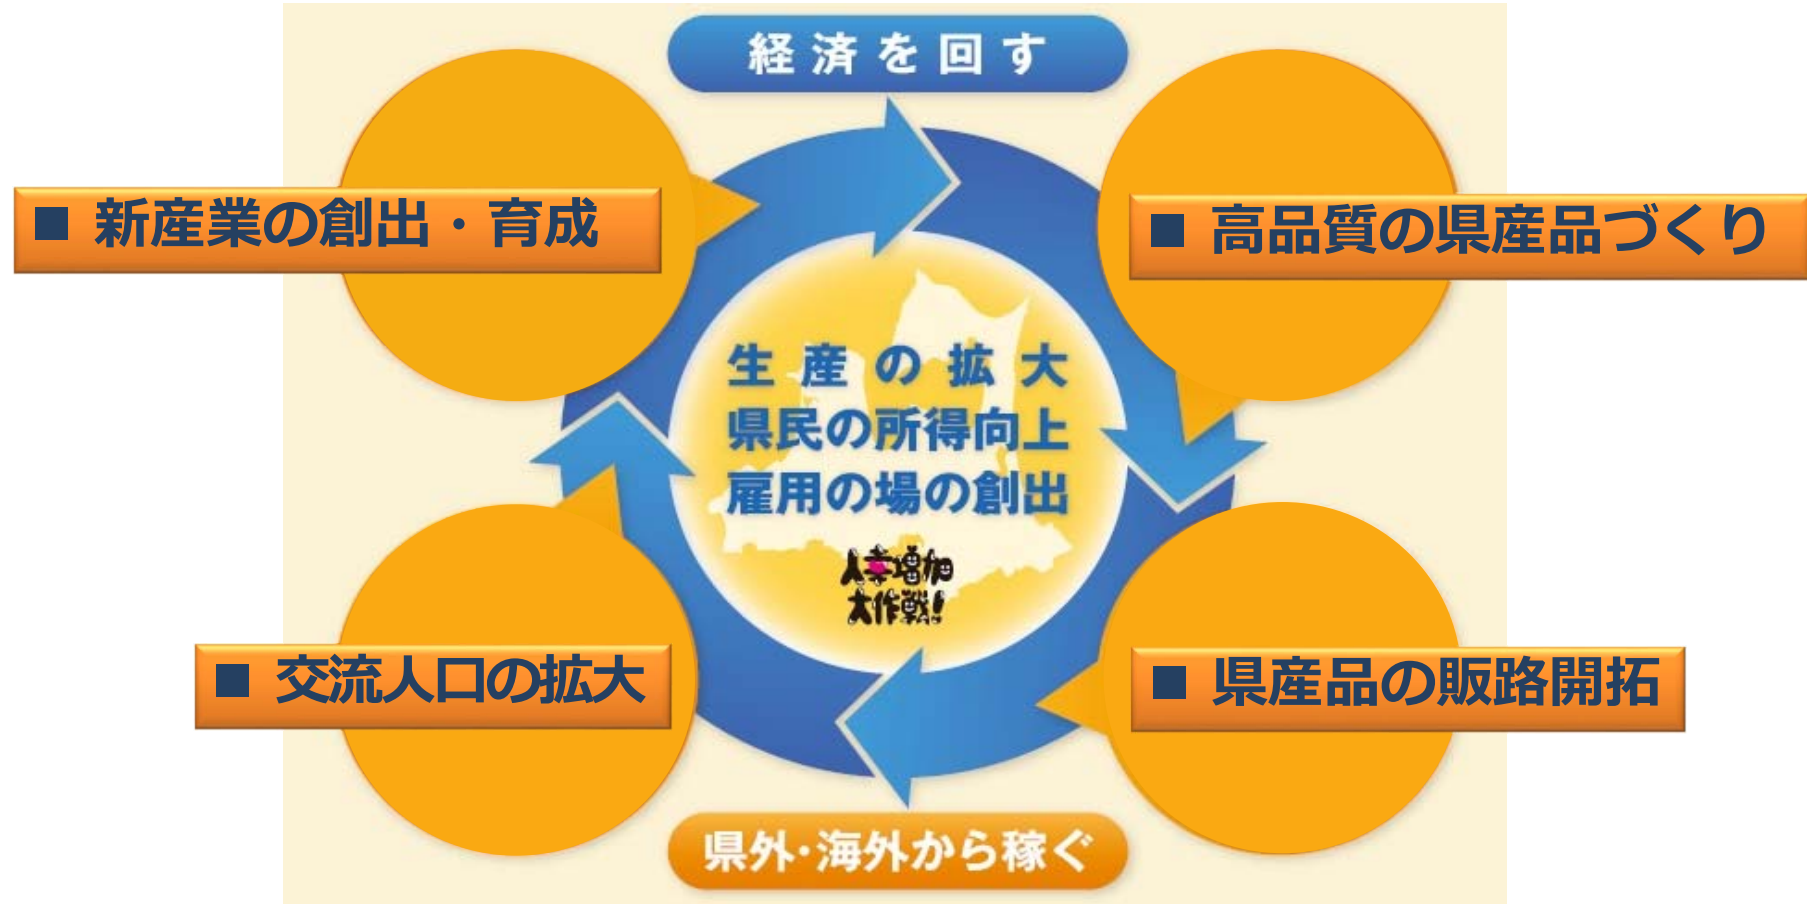 経済を回す
■ 新産業の創出・育成
■ 高品質の県産品づくり
生産の拡大
県民の所得向上
雇用の場の創出
人幸増加
大作戦!
■ 交流人口の拡大
■ 県産品の販路開拓
県外・海外から稼ぐ